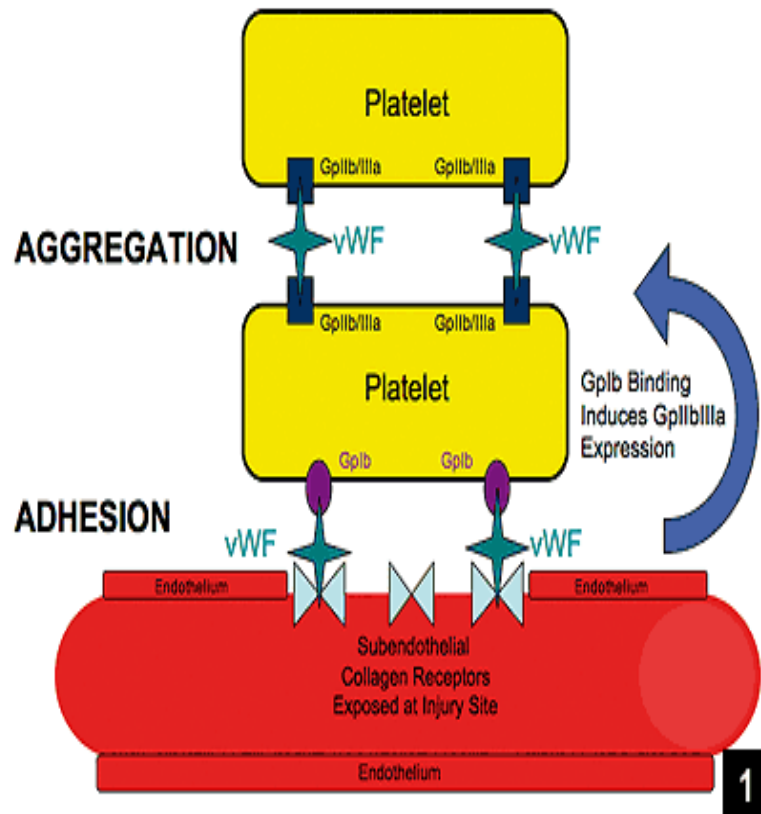 Platelet
GpIIb/IIIa GpIIb/IIIa
AGGREGATION
vWF vWF
GpIIb/IIIa GpIIb/IIIa
Platelet
GpIb Binding
Induces GpIIbIIIa
Expression
GpIb GpIb
ADHESION
vWF vWF
Endothelium Endothelium
Subendothelial
Collagen Receptors
Exposed at Injury Site
Endothelium
1